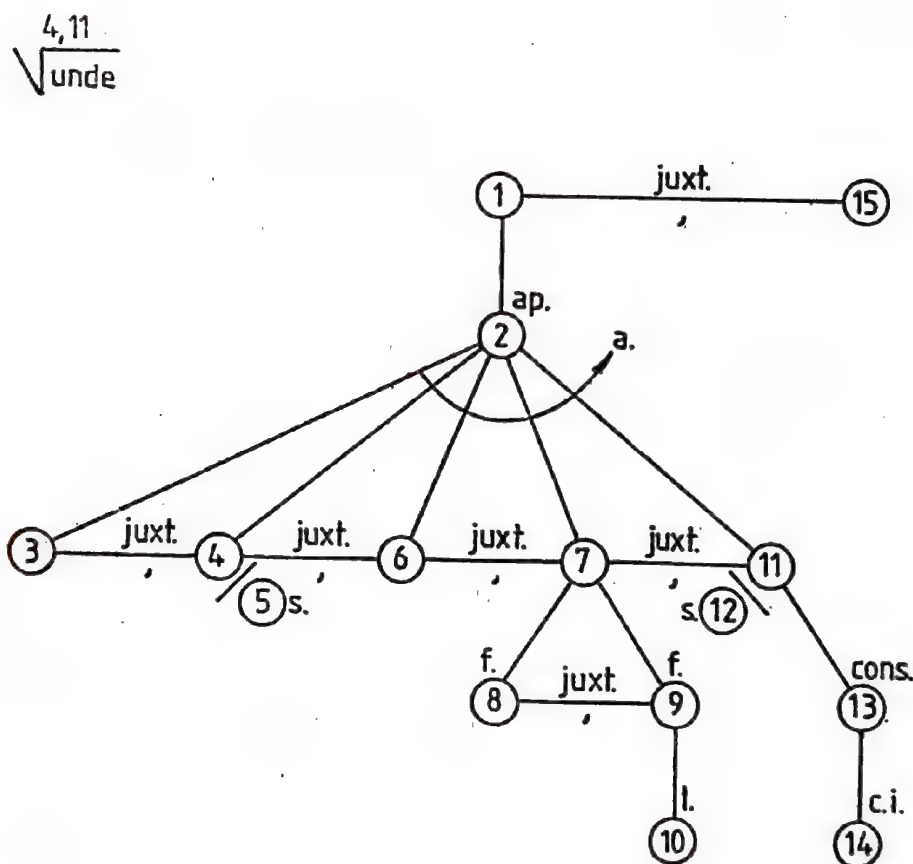 4,11
unde
1 juxt. , 15
ap.
2
a.
3 juxt. , 4 juxt. , 6 juxt. , 7 juxt. , 11
5 s.
s. 12
f. f. cons.
8 juxt. , 9 13
l. c.i.
10 14